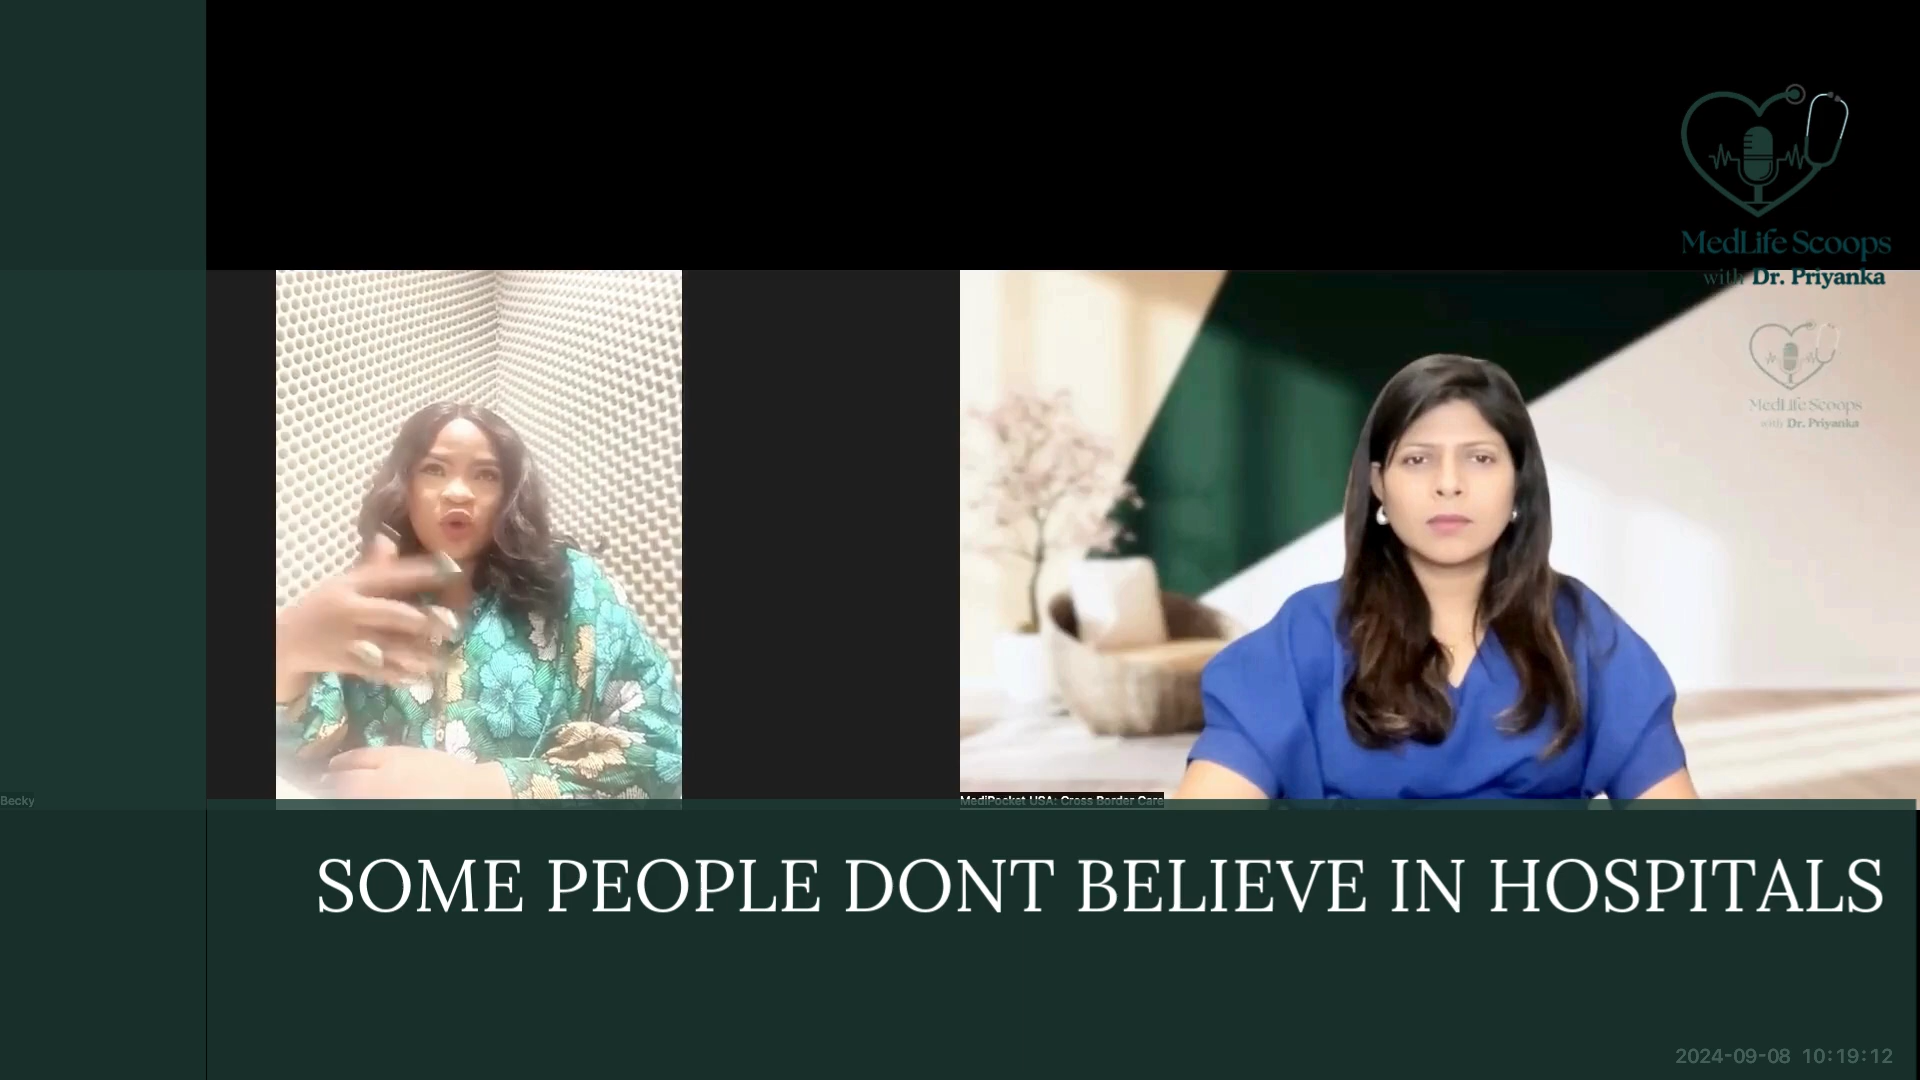 MedLife Scoops
with Dr. Priyanka
MedLife Scoops
with Dr. Priyanka
Becky
MediPocket USA: Cross Border Care
SOME PEOPLE DONT BELIEVE IN HOSPITALS
2024-09-08 10:19:12